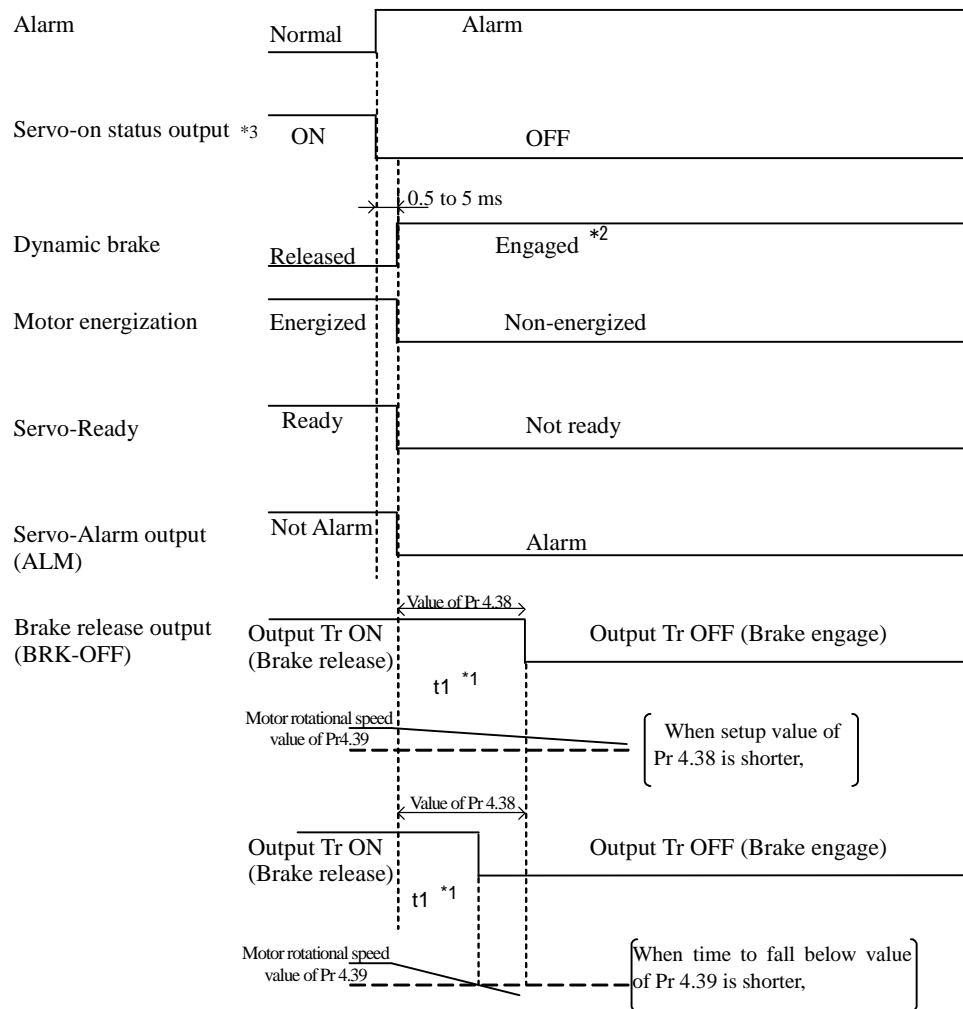 Alarm
Normal
Alarm
Servo-on status output *3
ON
OFF
0.5 to 5 ms
Dynamic brake
Released
Engaged *2
Motor energization
Energized
Non-energized
Servo-Ready
Ready
Not ready
Servo-Alarm output
(ALM)
Not Alarm
Alarm
Value of Pr 4.38
Brake release output
(BRK-OFF)
Output Tr ON
(Brake release)
Output Tr OFF (Brake engage)
t1 *1
Motor rotational speed
value of Pr4.39
When setup value of
Pr 4.38 is shorter,
Value of Pr 4.38
Output Tr ON
(Brake release)
Output Tr OFF (Brake engage)
t1 *1
Motor rotational speed
value of Pr 4.39
When time to fall below value
of Pr 4.39 is shorter,